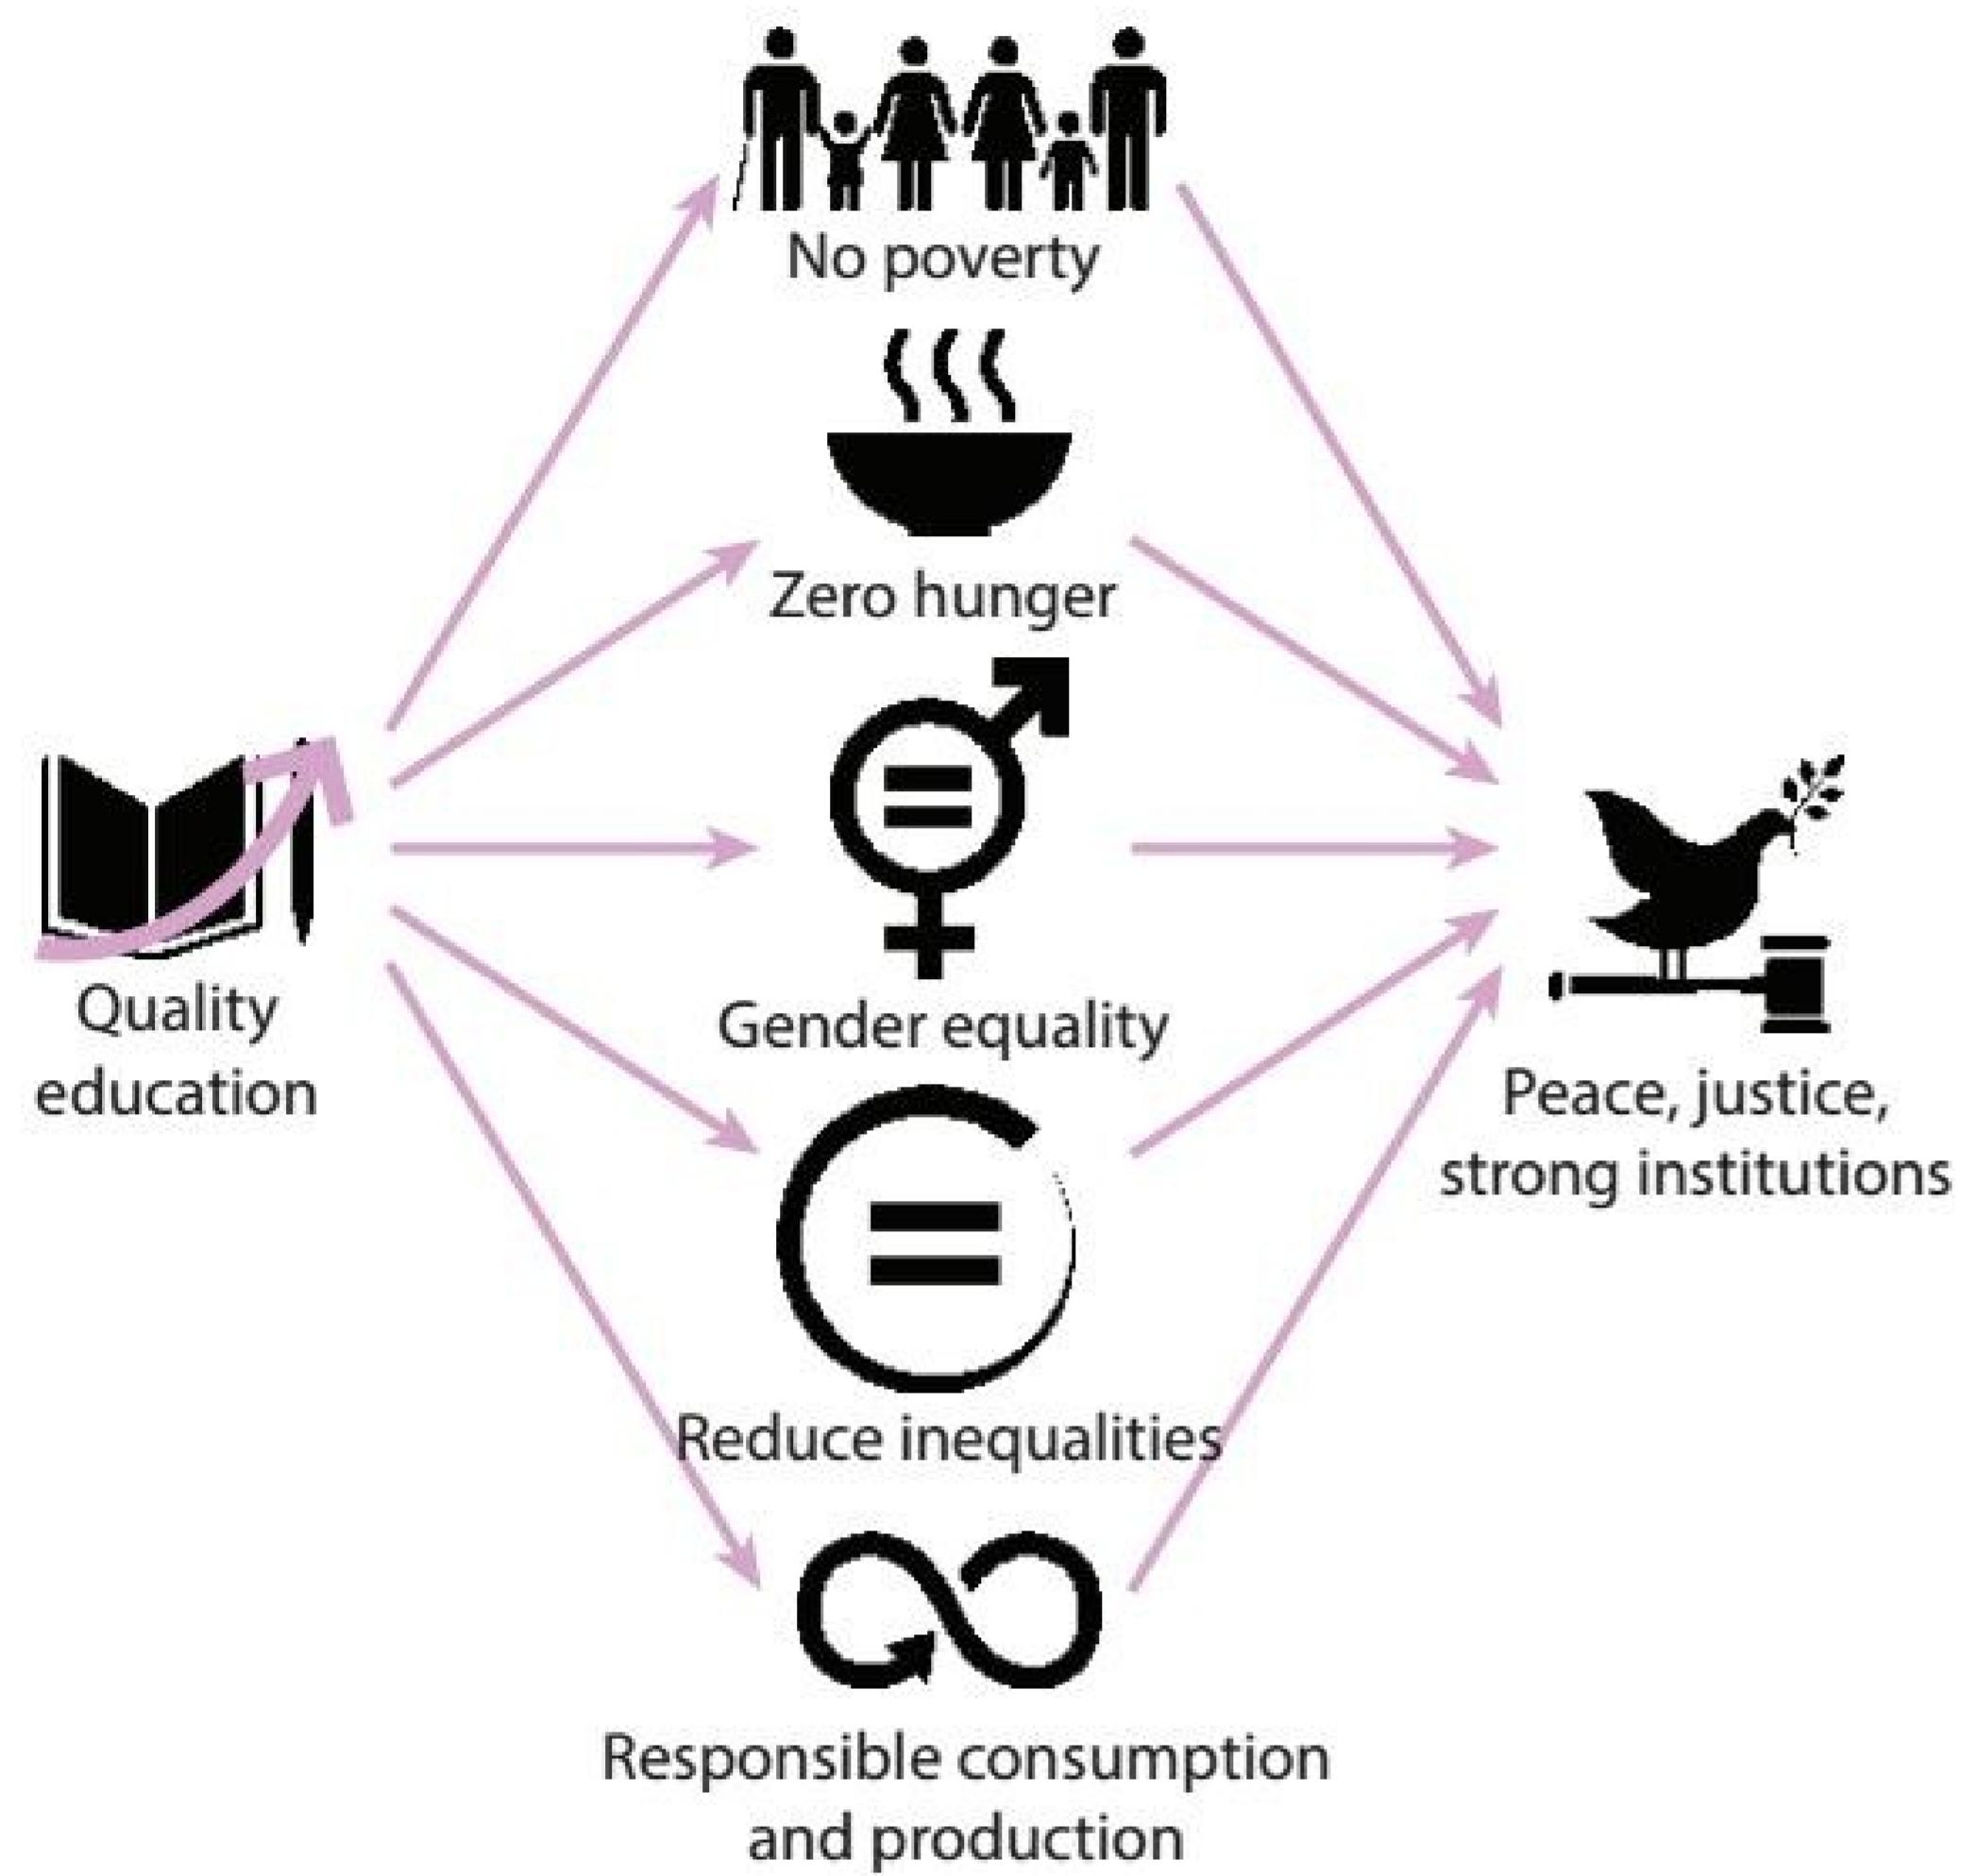 No poverty
Zero hunger
Gender equality
Quality
education
Peace, justice,
strong institutions
Reduce inequalities
Responsible consumption
and production